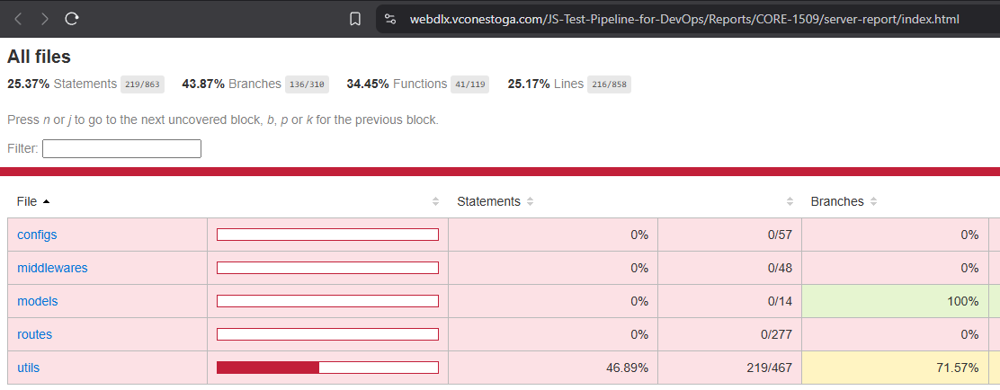 webdlx.vconestoga.com/JS-Test-Pipeline-for-DevOps/Reports/CORE-1509/server-report/index.html
All files
25.37% Statements 219/863 43.87% Branches 136/310 34.45% Functions 41/119 25.17% Lines 216/858
Press n or j to go to the next uncovered block, b, p or k for the previous block.
Filter:
File Statements Branches
configs 0% 0/57 0%
middlewares 0% 0/48 0%
models 0% 0/14 100%
routes 0% 0/277 0%
utils 46.89% 219/467 71.57%